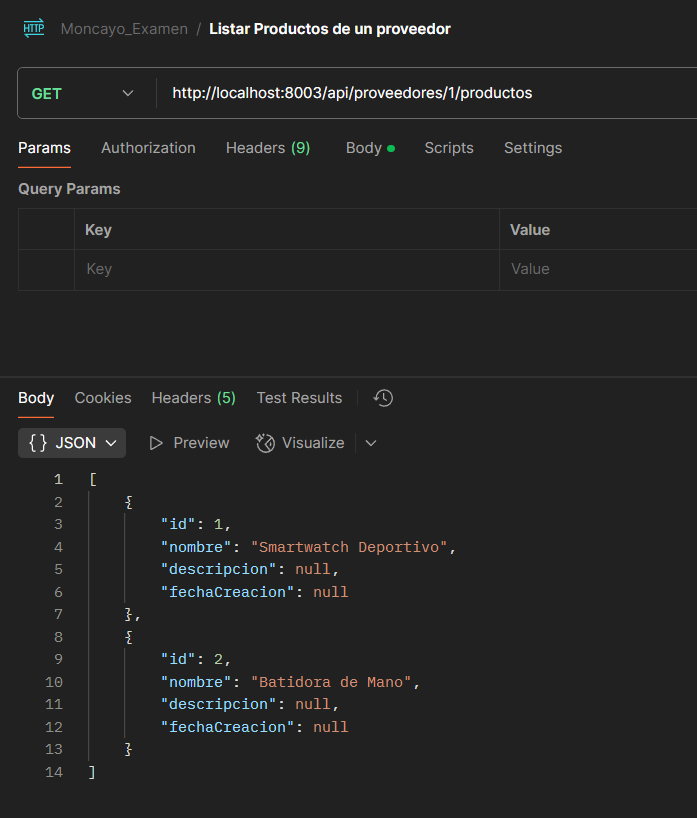 HTTP Moncayo_Examen / Listar Productos de un proveedor
GET http://localhost:8003/api/proveedores/1/productos
Params Authorization Headers (9) Body Scripts Settings
Query Params
Key Value
Key Value
Body Cookies Headers (5) Test Results
{} JSON Preview Visualize
1 [
2 {
3 "id": 1,
4 "nombre": "Smartwatch Deportivo",
5 "descripcion": null,
6 "fechaCreacion": null
7 },
8 {
9 "id": 2,
10 "nombre": "Batidora de Mano",
11 "descripcion": null,
12 "fechaCreacion": null
13 }
14 ]